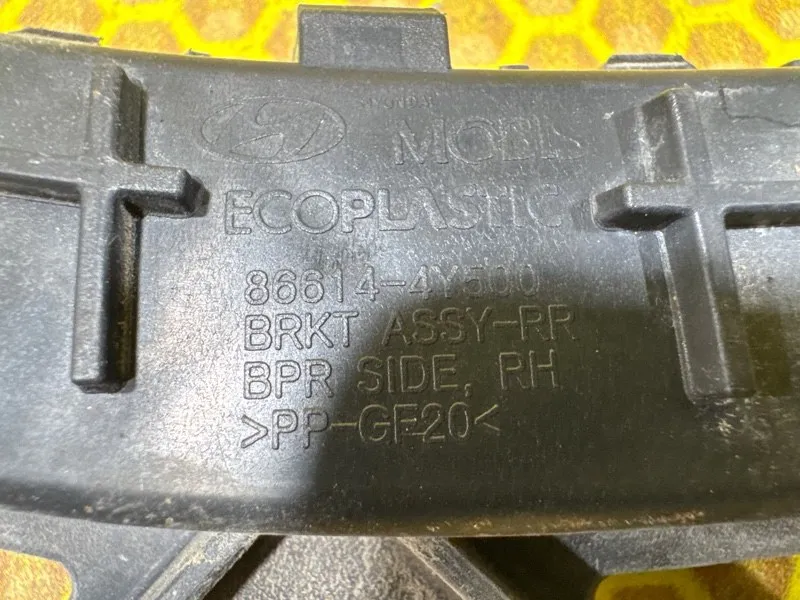 MOBIS
ECOPLASTIC
86614-4Y500
BRKT ASSY-RR
BPR SIDE, RH
>PP-GF20<